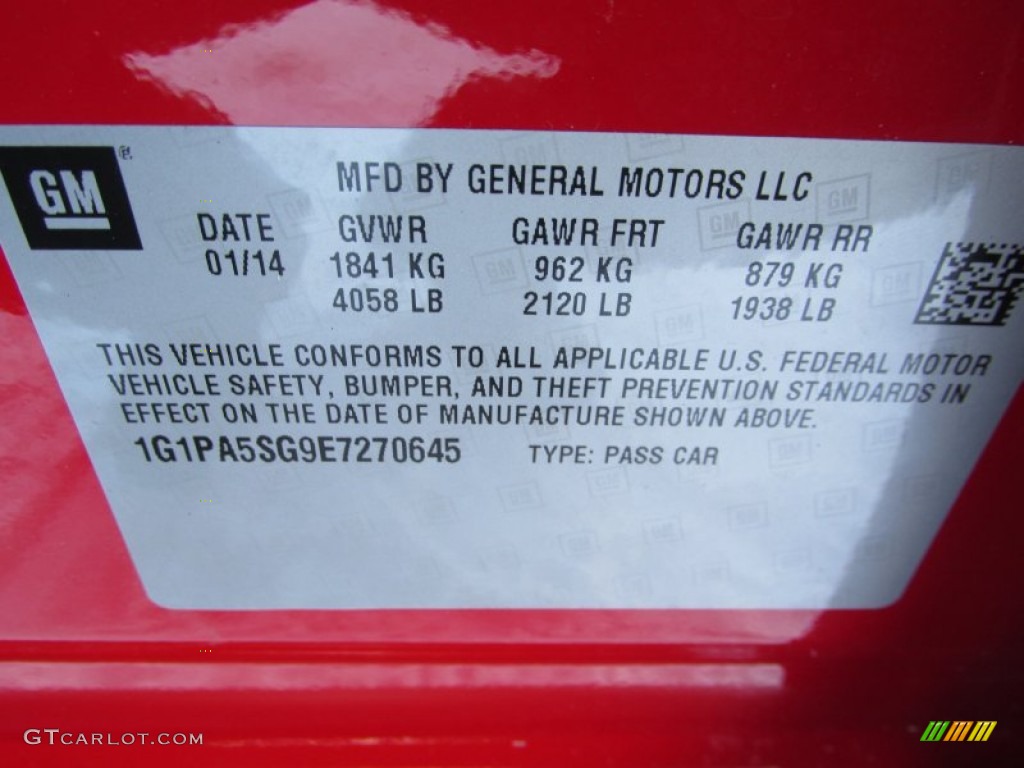 GM ® MFD BY GENERAL MOTORS LLC
DATE GVWR GAWR FRT GAWR RR
01/14 1841 KG 962 KG 879 KG
4058 LB 2120 LB 1938 LB
THIS VEHICLE CONFORMS TO ALL APPLICABLE U.S. FEDERAL MOTOR
VEHICLE SAFETY, BUMPER, AND THEFT PREVENTION STANDARDS IN
EFFECT ON THE DATE OF MANUFACTURE SHOWN ABOVE.
1G1PA5SG9E7270645 TYPE: PASS CAR
GTCARLOT.COM